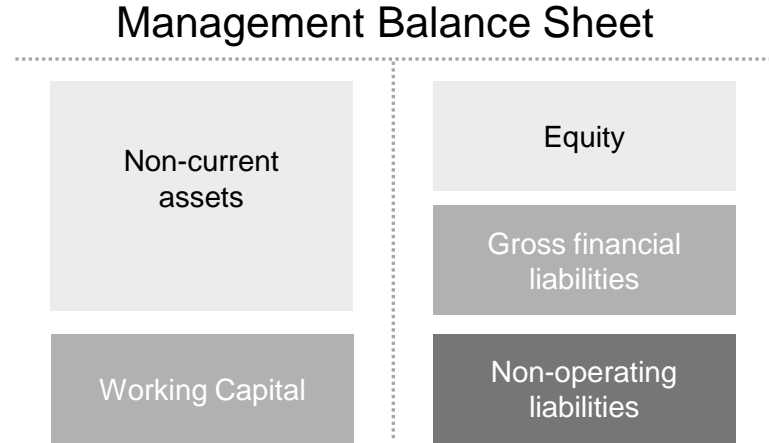 Management Balance Sheet
Non-current
assets
Working Capital
Equity
Gross financial
liabilities
Non-operating
liabilities